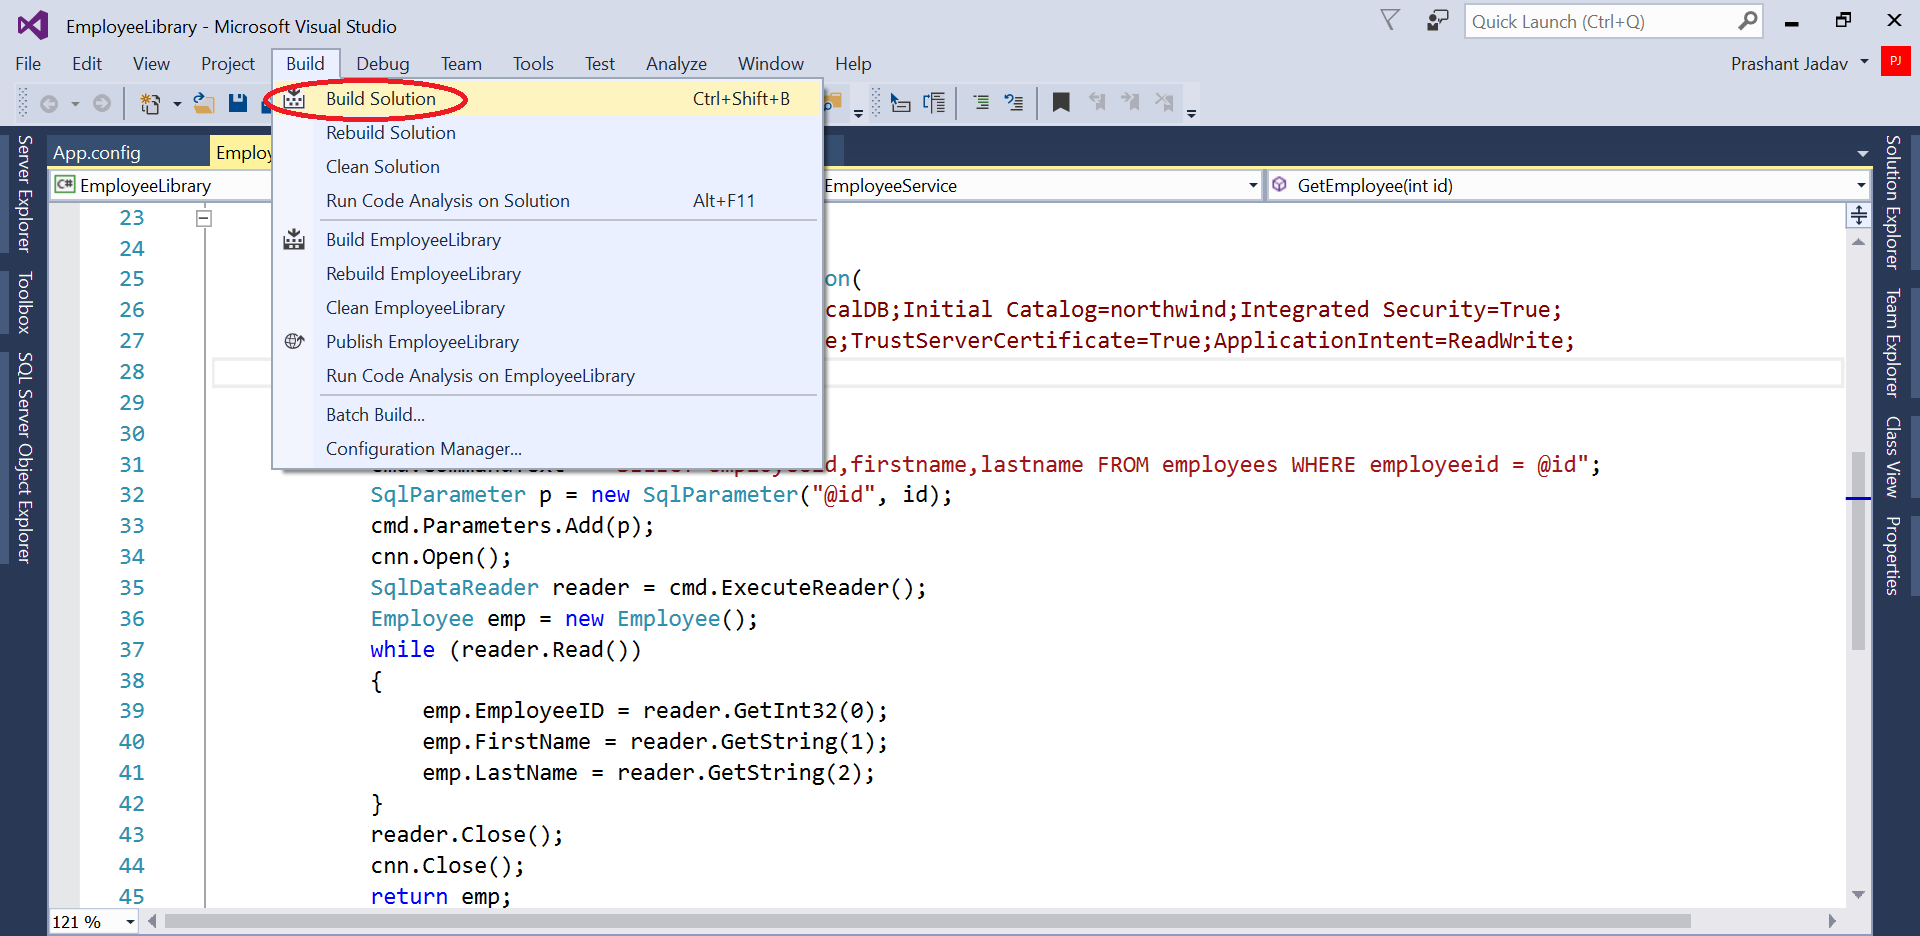 EmployeeLibrary - Microsoft Visual Studio
Quick Launch (Ctrl+Q)
File Edit View Project Build Debug Team Tools Test Analyze Window Help
Prashant Jadav PJ
Build Solution Ctrl+Shift+B
Rebuild Solution
Clean Solution
Run Code Analysis on Solution Alt+F11
Build EmployeeLibrary
Rebuild EmployeeLibrary
Clean EmployeeLibrary
Publish EmployeeLibrary
Run Code Analysis on EmployeeLibrary
Batch Build...
Configuration Manager...
Server Explorer
Toolbox
SQL Server Object Explorer
App.config Employ
C# EmployeeLibrary EmployeeService GetEmployee(int id)
23
24
25 on(
26 calDB;Initial Catalog=northwind;Integrated Security=True;
27 e;TrustServerCertificate=True;ApplicationIntent=ReadWrite;
28
29
30
31 d,firstname,lastname FROM employees WHERE employeeid = @id";
32 SqlParameter p = new SqlParameter("@id", id);
33 cmd.Parameters.Add(p);
34 cnn.Open();
35 SqlDataReader reader = cmd.ExecuteReader();
36 Employee emp = new Employee();
37 while (reader.Read())
38 {
39 emp.EmployeeID = reader.GetInt32(0);
40 emp.FirstName = reader.GetString(1);
41 emp.LastName = reader.GetString(2);
42 }
43 reader.Close();
44 cnn.Close();
45 return emp;
121 %
Solution Explorer
Team Explorer
Class View
Properties